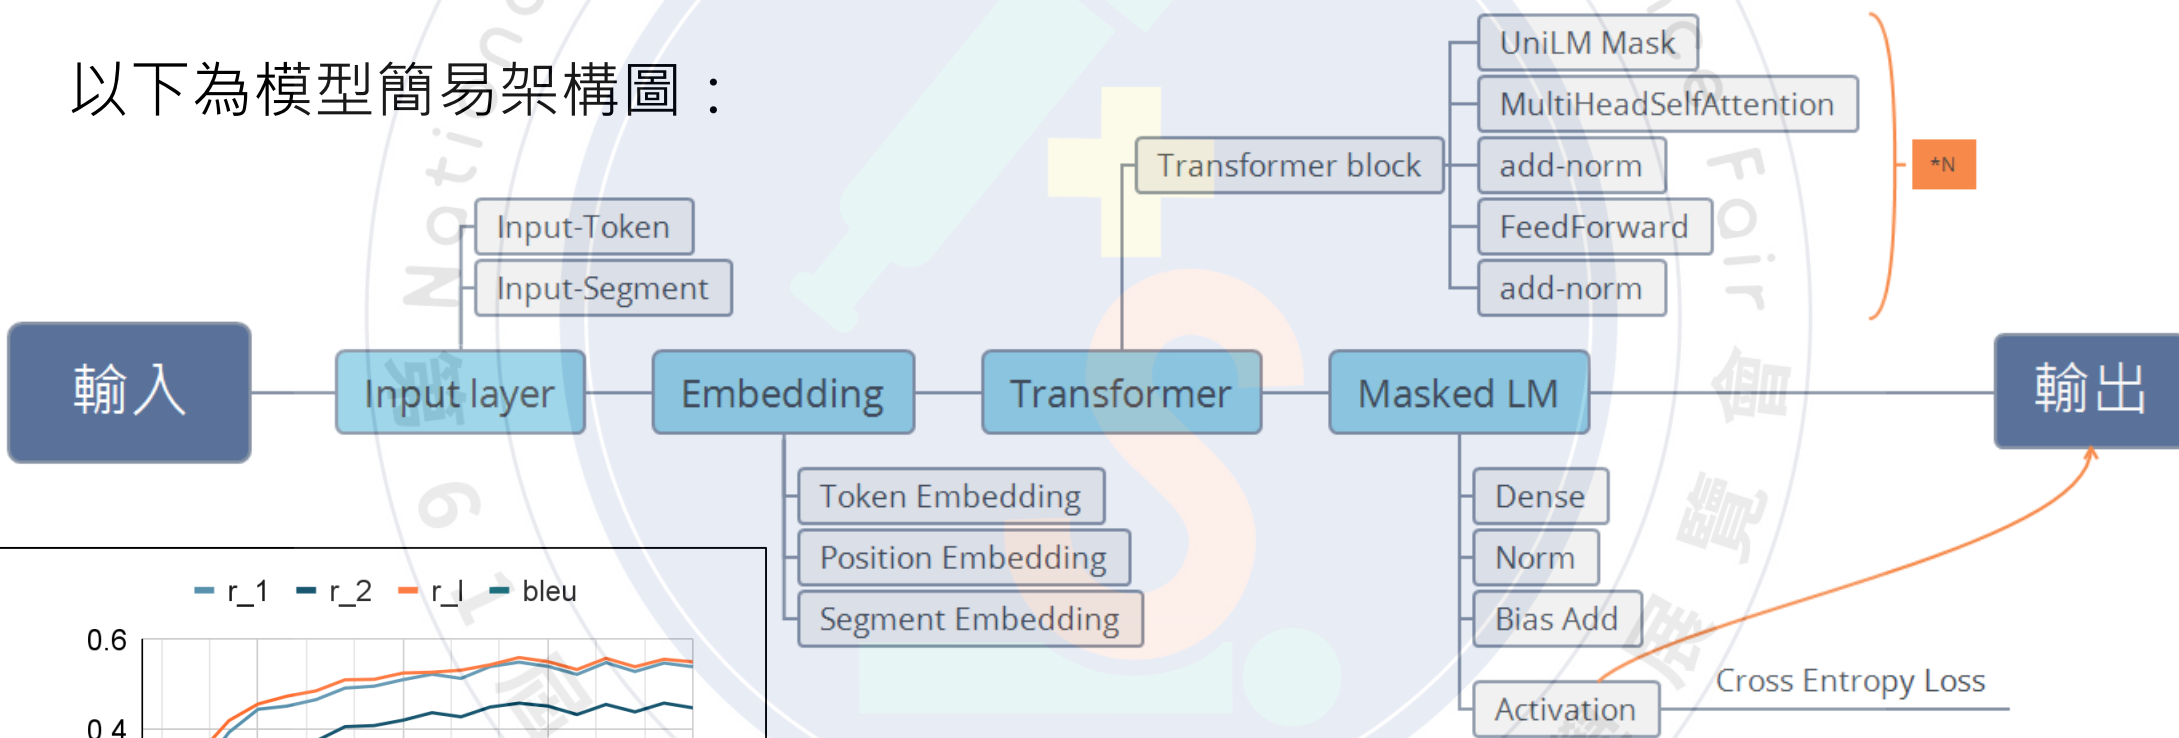 以下為模型簡易架構圖：
UniLM Mask
MultiHeadSelfAttention
Transformer block
add-norm
*N
FeedForward
add-norm
Input-Token
Input-Segment
輸入
Input layer
Embedding
Transformer
Masked LM
輸出
Token Embedding
Position Embedding
Segment Embedding
Dense
Norm
Bias Add
Activation
Cross Entropy Loss
r_1 r_2 r_l bleu
0.6
0.4